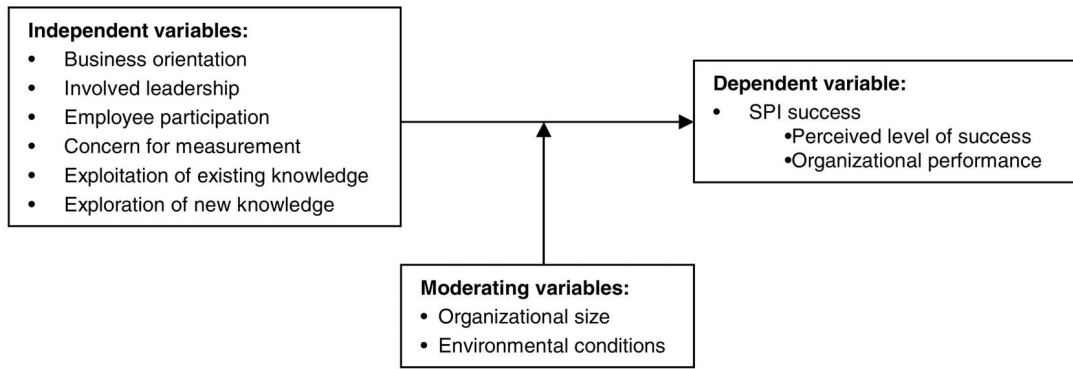 Independent variables:
• Business orientation
• Involved leadership
• Employee participation
• Concern for measurement
• Exploitation of existing knowledge
• Exploration of new knowledge
Dependent variable:
• SPI success
•Perceived level of success
•Organizational performance
Moderating variables:
• Organizational size
• Environmental conditions